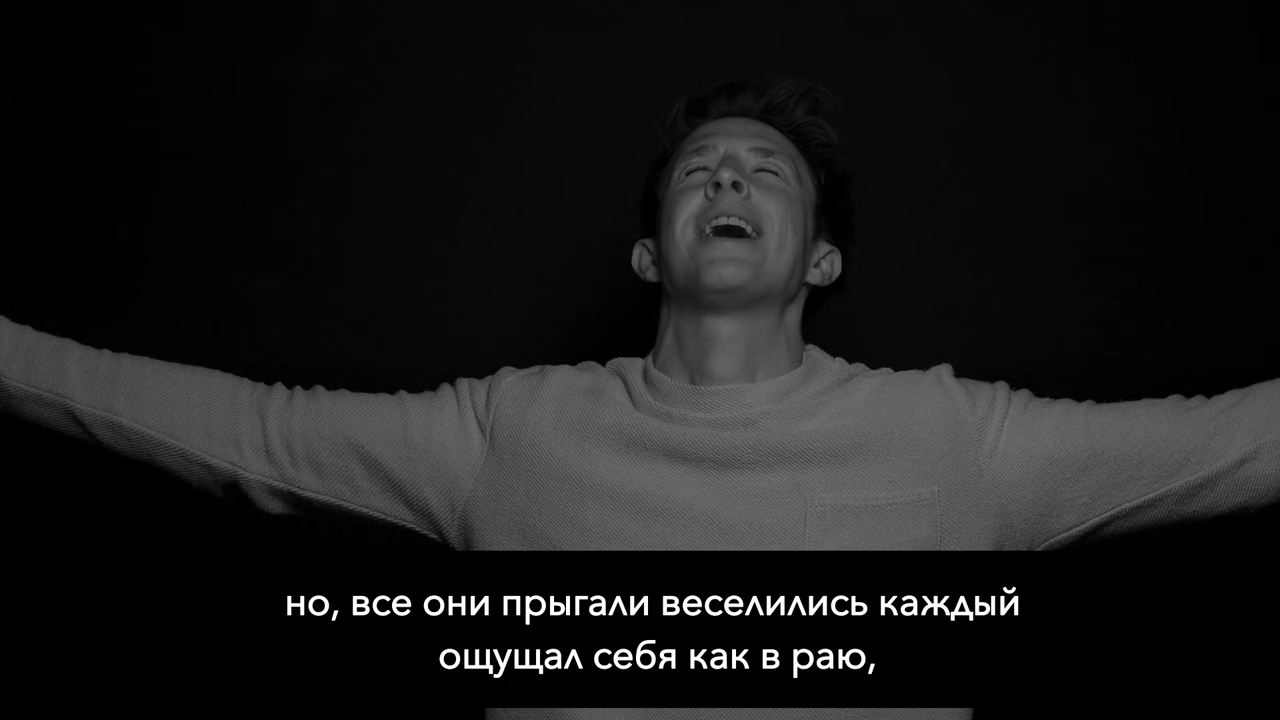 но, все они прыгали веселились каждый
ощущал себя как в раю,